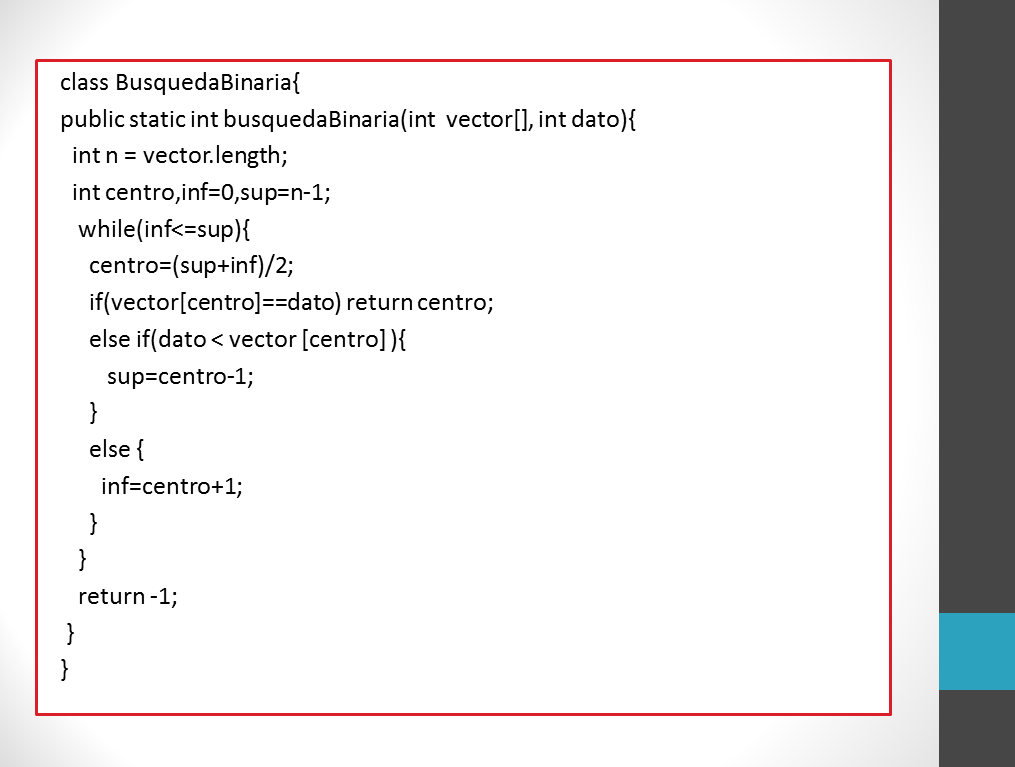 class BusquedaBinaria{
public static int busquedaBinaria(int  vector[], int dato){
int n = vector.length;
int centro,inf=0,sup=n-1;
while(inf<=sup){
centro=(sup+inf)/2;
if(vector[centro]==dato) return centro;
else if(dato < vector [centro] ){
sup=centro-1;
}
else {
inf=centro+1;
}
}
return -1;
}
}